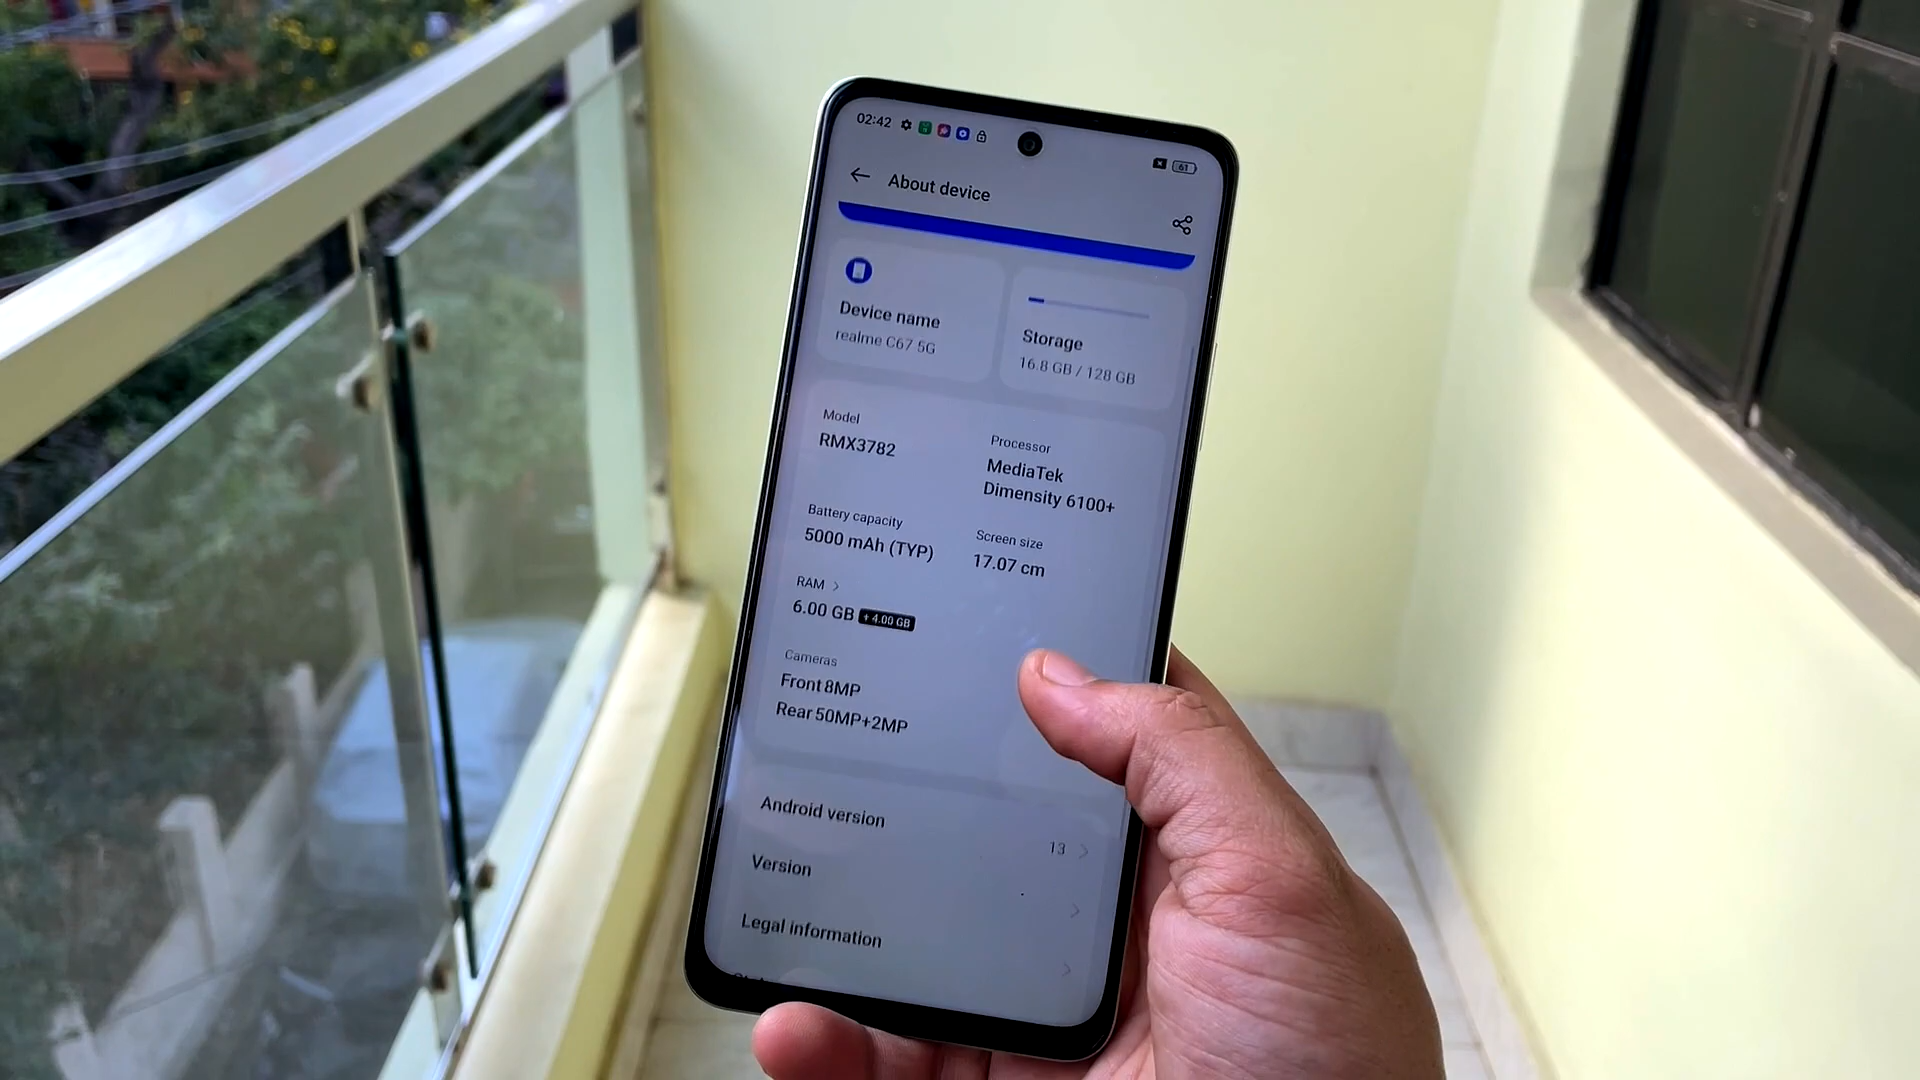 02:42
61
About device
Device name
realme C67 5G
Storage
16.8 GB / 128 GB
Model
RMX3782
Processor
MediaTek
Dimensity 6100+
Battery capacity
5000 mAh (TYP)
Screen size
17.07 cm
RAM >
6.00 GB + 4.00 GB
Cameras
Front 8MP
Rear 50MP+2MP
Android version
13 >
Version
>
Legal information
>